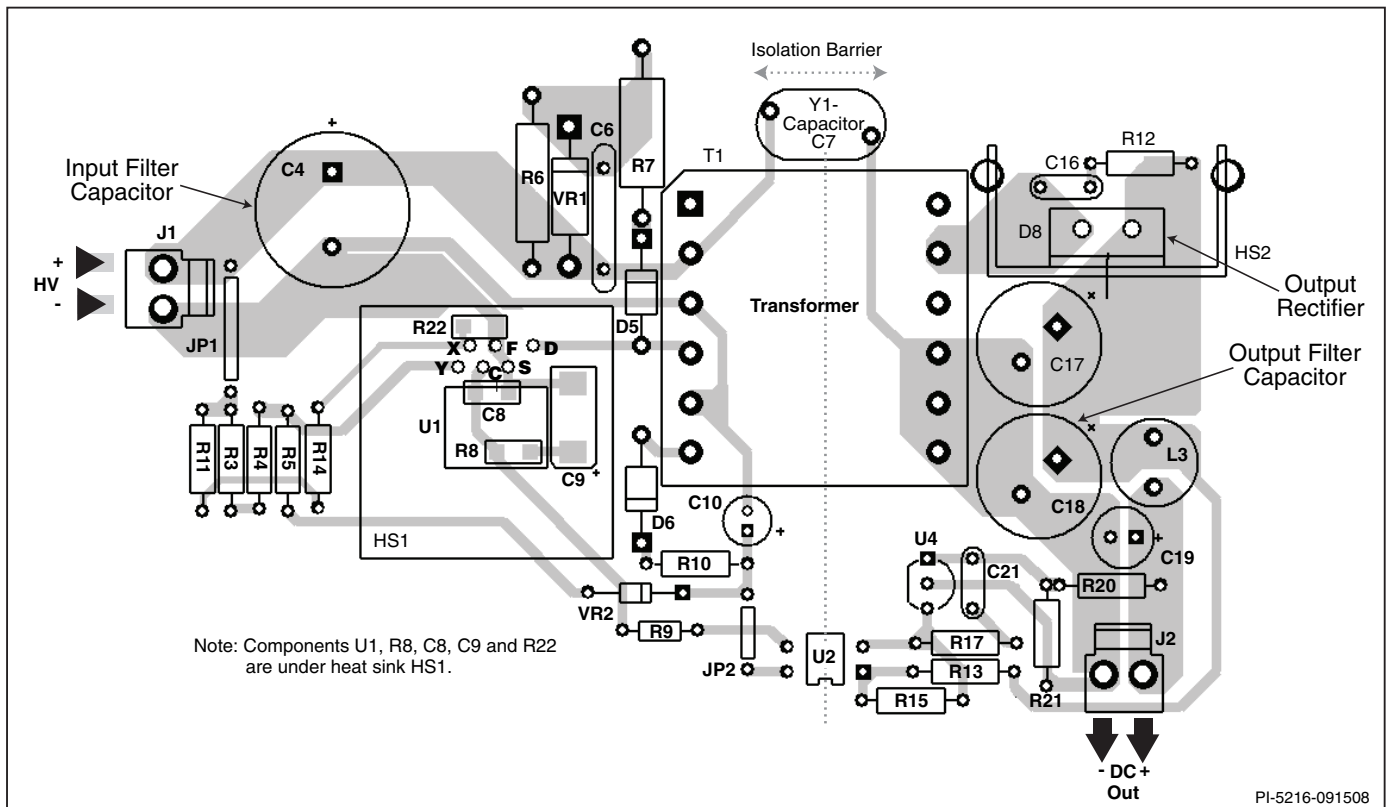 Isolation Barrier
Y1-
Capacitor
C7
+
Input Filter
Capacitor
C4
R6
VR1
C6
R7
T1
R12
C16
D8
HS2
Output
Rectifier
J1
+
HV
-
JP1
Transformer
R22
D5
X F D
Y C S
C8
U1
R8
C9
+
C17
Output Filter
Capacitor
R11
R3
R4
R5
R14
HS1
D6
C10
+
C18
L3
C19
+
R10
U4
C21
R20
VR2
R9
JP2
U2
R17
R13
R15
R21
J2
Note: Components U1, R8, C8, C9 and R22
are under heat sink HS1.
- DC +
Out
PI-5216-091508